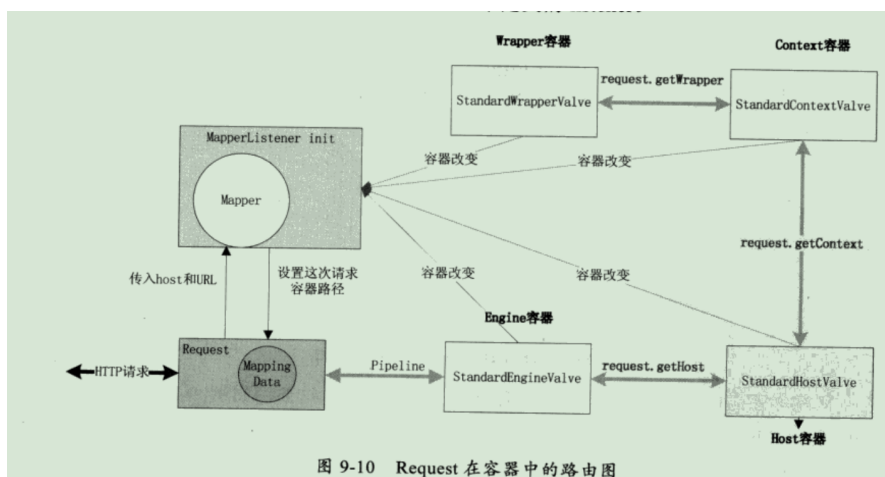 Wrapper容器
Context容器
request.getWrapper
StandardWrapperValve
StandardContextValve
MapperListener init
容器改变
容器改变
Mapper
request.getContext
传入host和URL
设置这次请求
容器路径
容器改变
容器改变
Engine容器
Request
Mapping
Data
HTTP请求
Pipeline
StandardEngineValve
request.getHost
StandardHostValve
Host容器
图 9-10 Request 在容器中的路由图